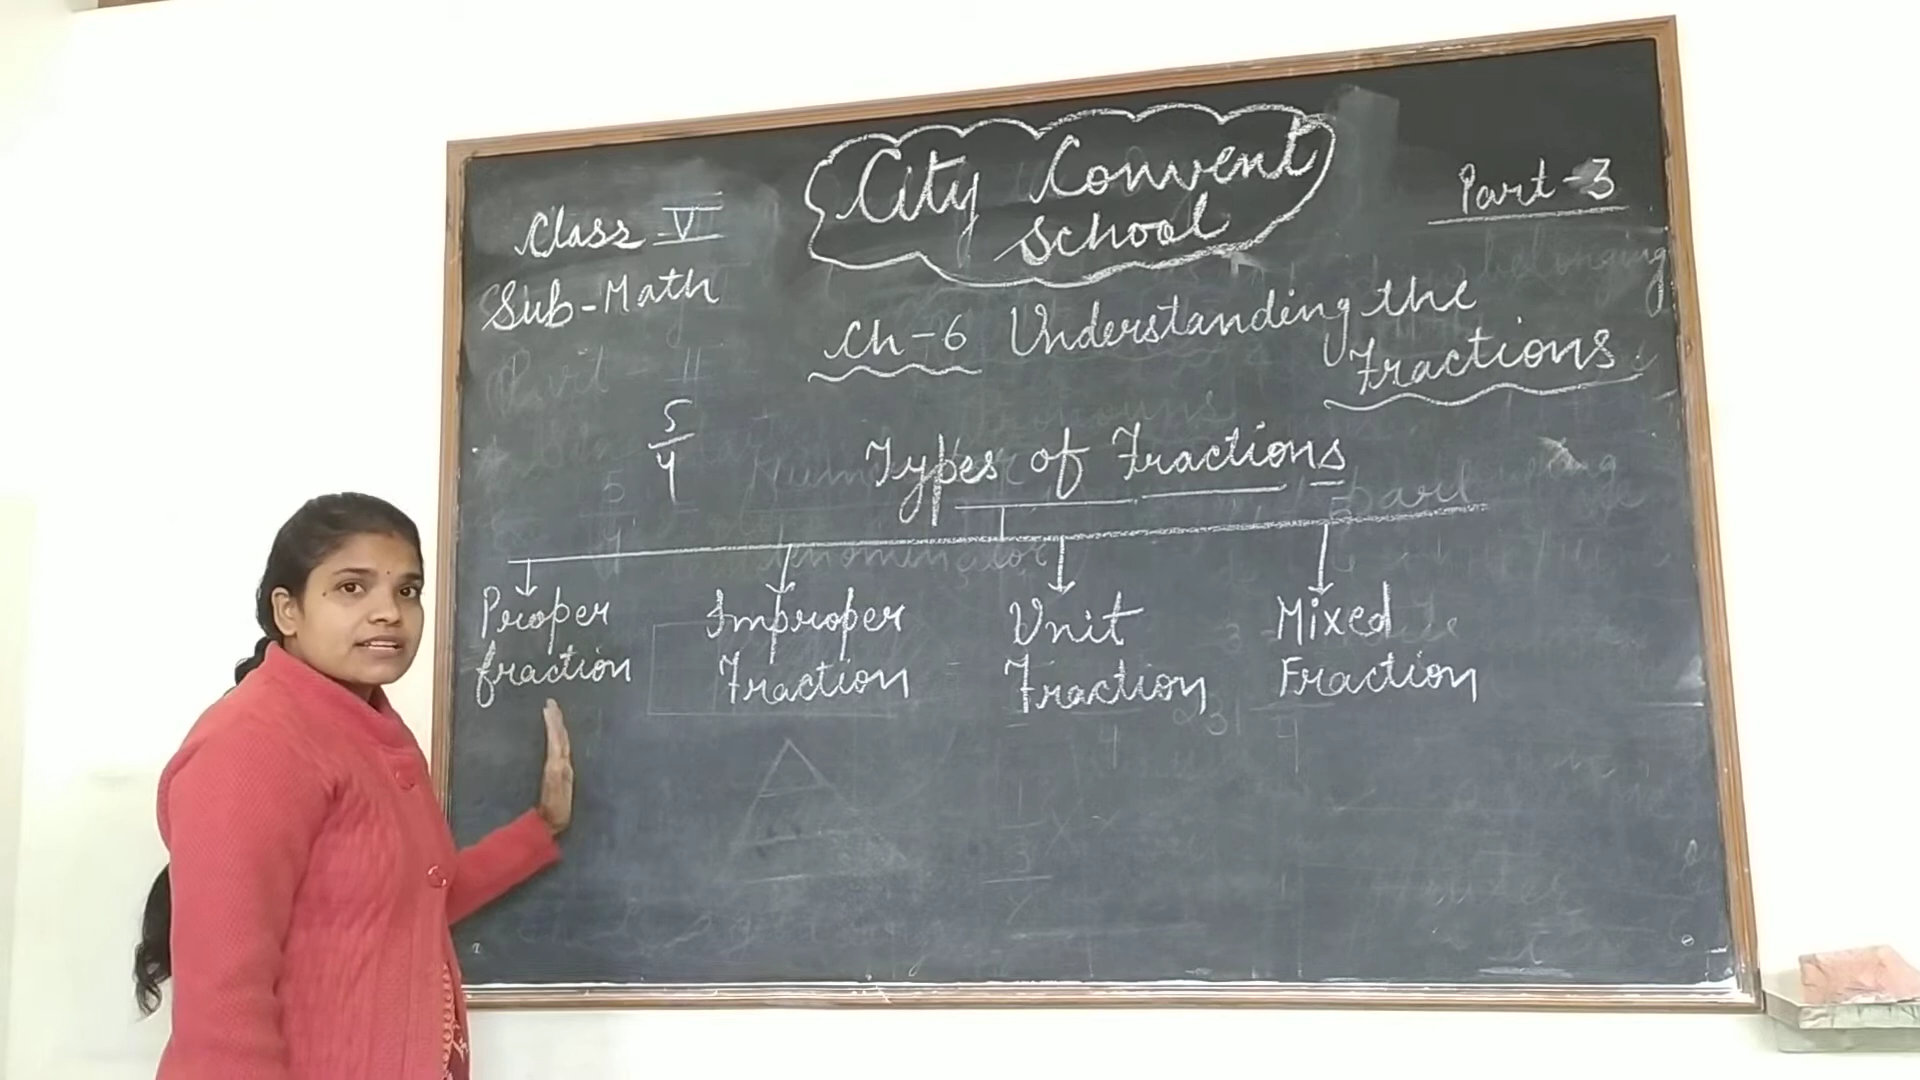 City Convent
School
Part-3
Class-V
Sub-Math
Ch-6 Understanding the
Fractions
5
4
Types of Fractions
Proper
fraction
Improper
Fraction
Unit
Fraction
Mixed
Fraction